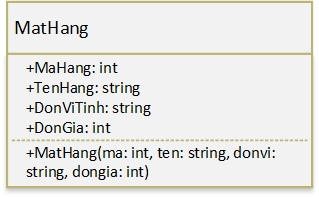 MatHang
+MaHang: int
+TenHang: string
+DonViTinh: string
+DonGia: int
+MatHang(ma: int, ten: string, donvi:
string, dongia: int)